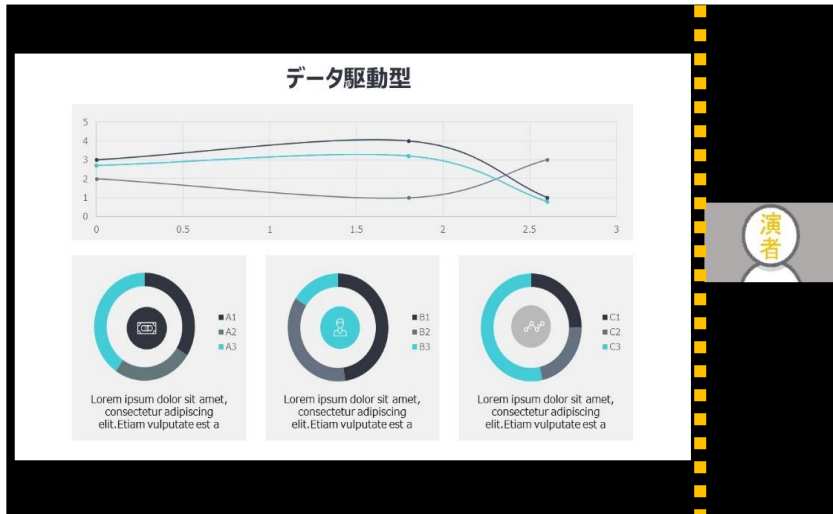 データ駆動型
5
4
3
2
1
0
0 0.5 1 1.5 2 2.5 3
A1
A2
A3
Lorem ipsum dolor sit amet,
consectetur adipiscing
elit.Etiam vulputate est a
B1
B2
B3
Lorem ipsum dolor sit amet,
consectetur adipiscing
elit.Etiam vulputate est a
C1
C2
C3
Lorem ipsum dolor sit amet,
consectetur adipiscing
elit.Etiam vulputate est a
演
者